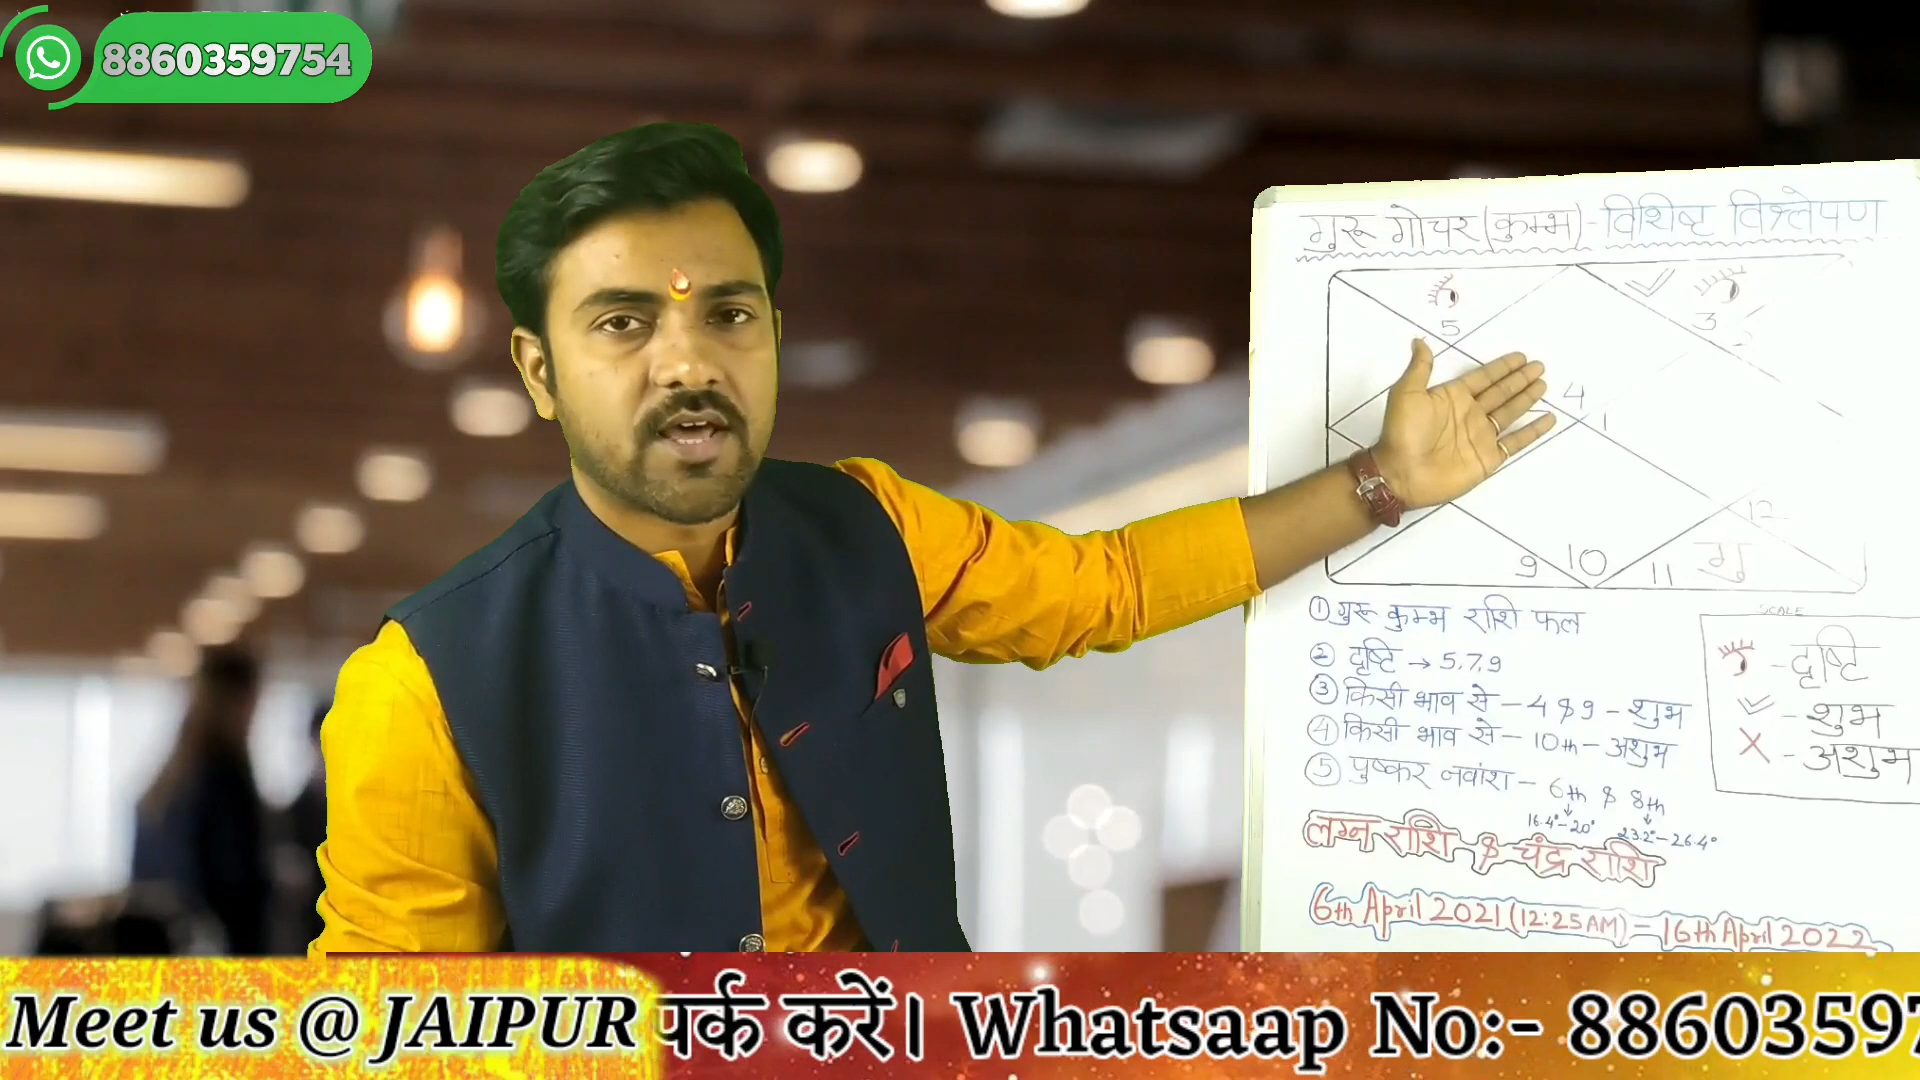 8860359754
गुरू गोचर (कुम्भ) - विशिष्ट विश्लेषण
5
3
4
1
12
गु
9
10
11
① गुरू कुम्भ राशि फल
② दृष्टि → 5,7,9
③ किसी भाव से – 4 & 9 – शुभ
④ किसी भाव से – 10th – अशुभ
⑤ पुष्कर नवांश – 6th & 8th
16.4° – 20° 23.2° – 26.4°
SCALE
- दृष्टि
- शुभ
X - अशुभ
लग्न राशि & चंद्र राशि
6th April 2021 (12:25AM) – 16th April 2022
Meet us @ JAIPUR
पर्क करें। Whatsaap No:- 88603597